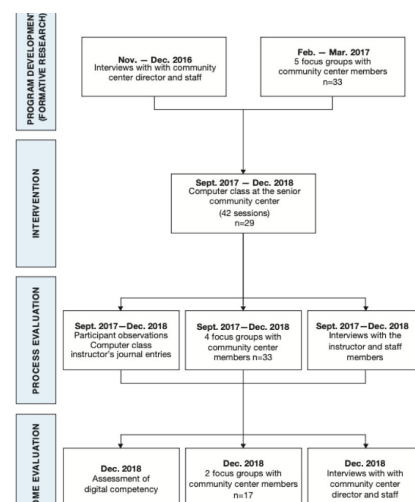 PROGRAM DEVELOPMENT
(FORMATIVE RESEARCH)
Nov. — Dec. 2016
Interviews with with community
center director and staff
Feb. — Mar. 2017
5 focus groups with
community center members
n=33
INTERVENTION
Sept. 2017 — Dec. 2018
Computer class at the senior
community center
(42 sessions)
n=29
PROCESS EVALUATION
Sept. 2017—Dec. 2018
Participant observations
Computer class
instructor's journal entries
Sept. 2017—Dec. 2018
4 focus groups with
community center
members n=33
Sept. 2017—Dec. 2018
Interviews with the
instructor and staff
members
OME EVALUATION
Dec. 2018
Assessment of
digital competency
Dec. 2018
2 focus groups with
community center members
n=17
Dec. 2018
Interviews with with
community center
director and staff